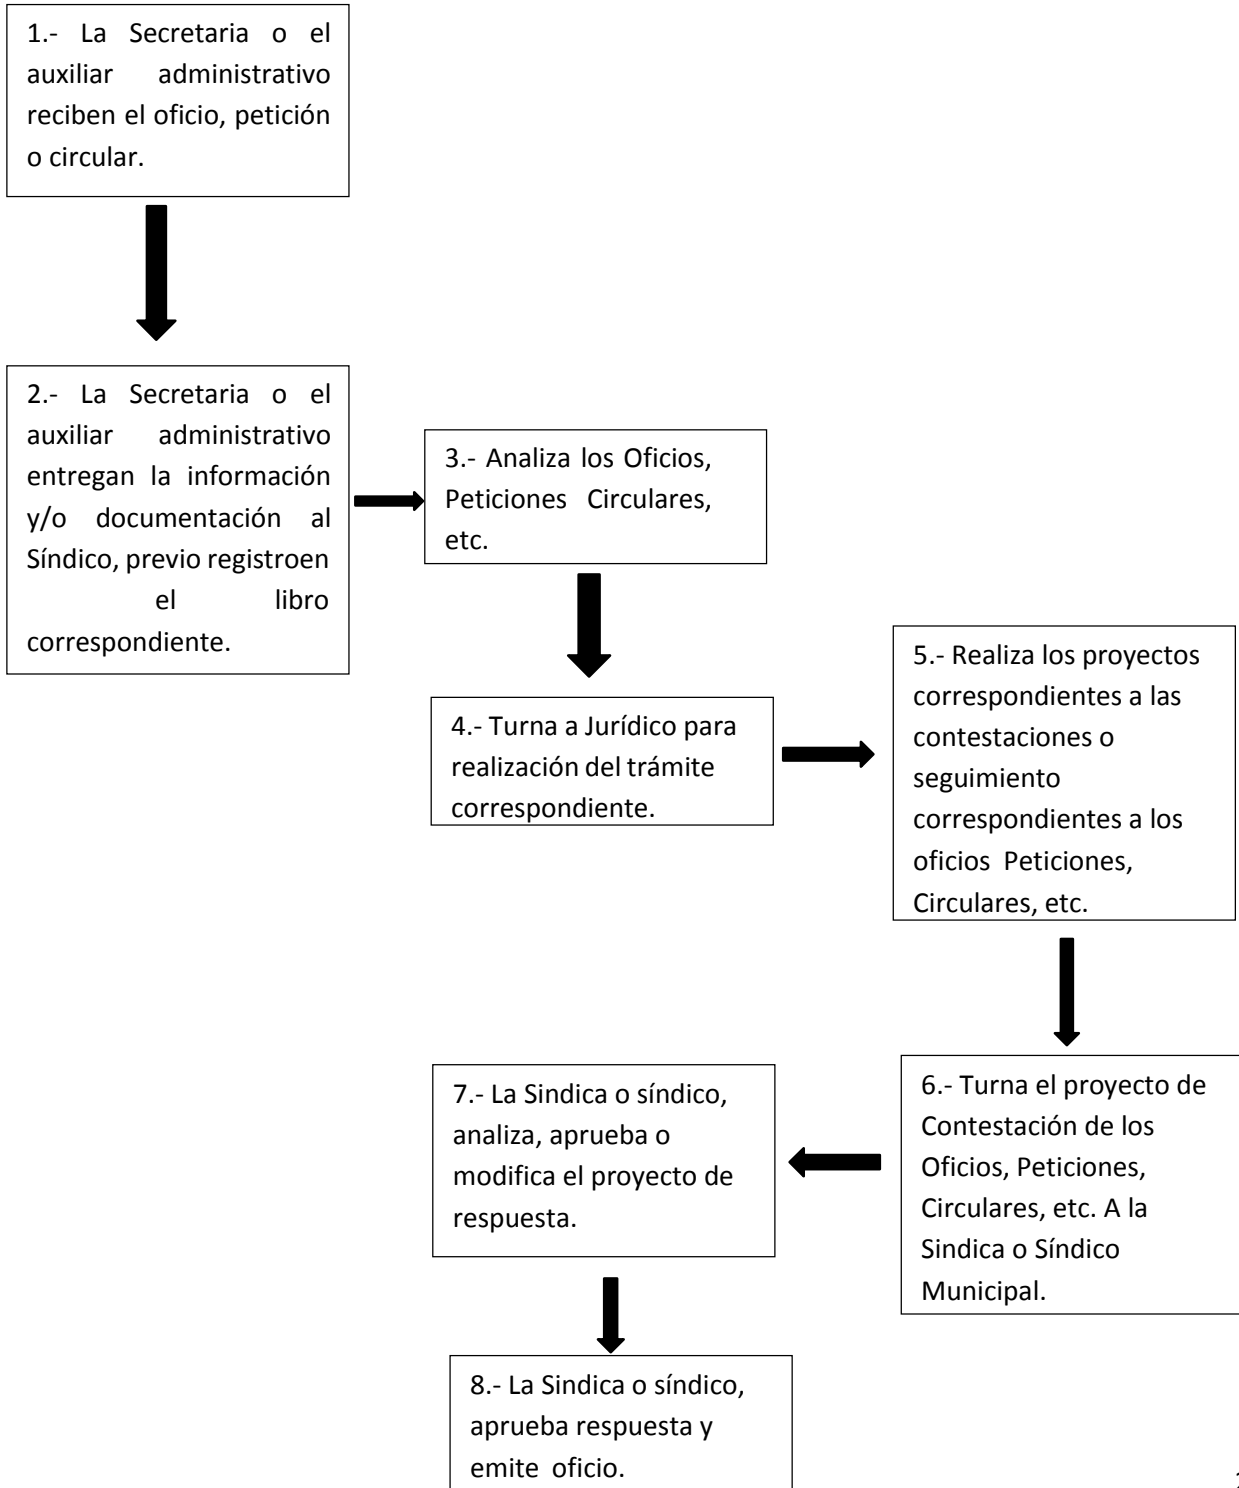 1.- La Secretaria o el
auxiliar administrativo
reciben el oficio, petición
o circular.
2.- La Secretaria o el
auxiliar administrativo
entregan la información
y/o documentación al
Síndico, previo registroen
el libro
correspondiente.
3.- Analiza los Oficios,
Peticiones Circulares,
etc.
4.- Turna a Jurídico para
realización del trámite
correspondiente.
5.- Realiza los proyectos
correspondientes a las
contestaciones o
seguimiento
correspondientes a los
oficios Peticiones,
Circulares, etc.
6.- Turna el proyecto de
Contestación de los
Oficios, Peticiones,
Circulares, etc. A la
Sindica o Síndico
Municipal.
7.- La Sindica o síndico,
analiza, aprueba o
modifica el proyecto de
respuesta.
8.- La Sindica o síndico,
aprueba respuesta y
emite oficio.